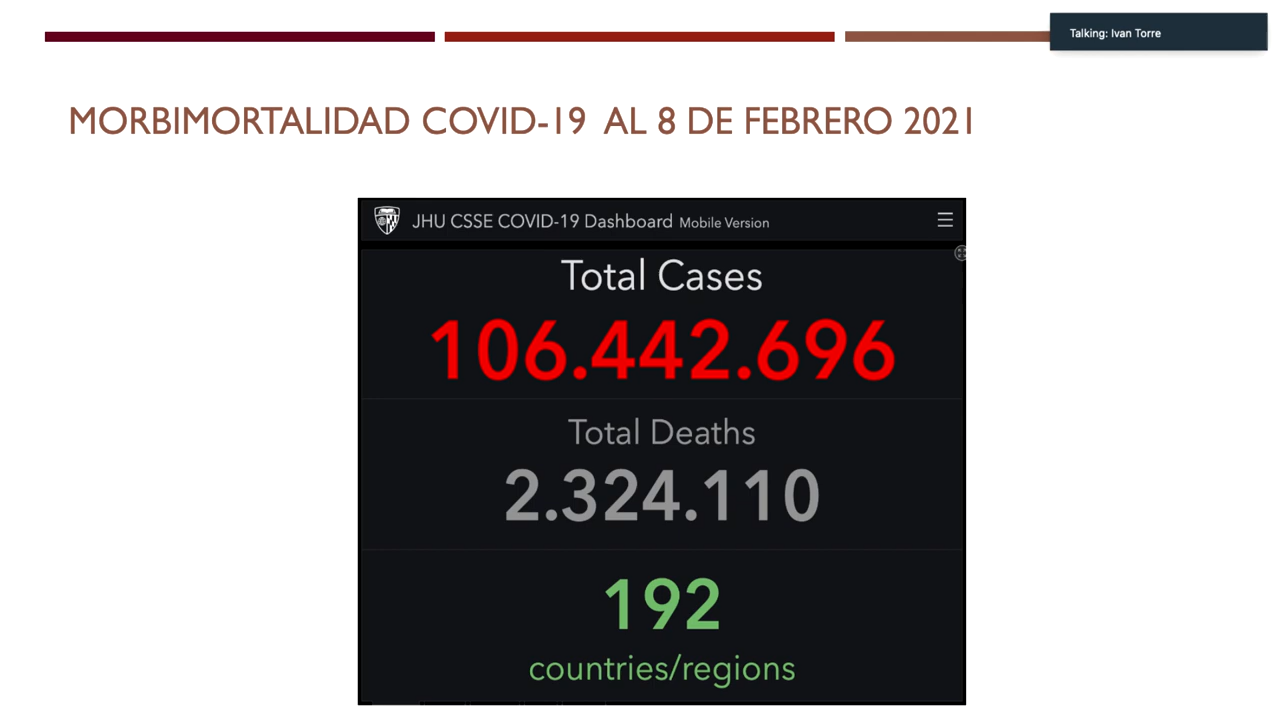 Talking: Ivan Torre
MORBIMORTALIDAD COVID-19 AL 8 DE FEBRERO 2021
JHU CSSE COVID-19 Dashboard Mobile Version
Total Cases
106.442.696
Total Deaths
2.324.110
192
countries/regions